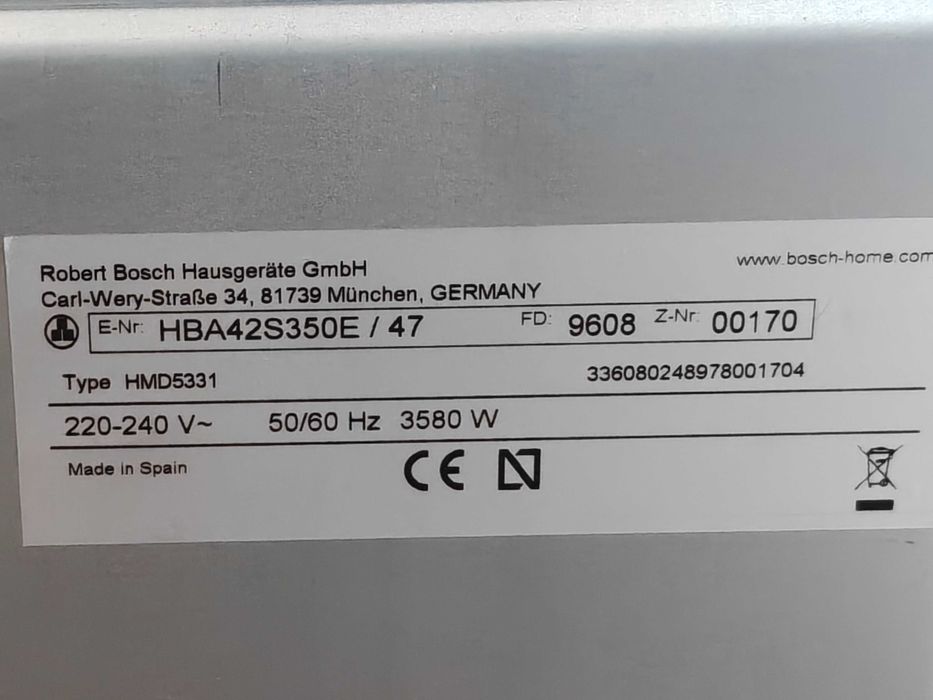 Robert Bosch Hausgeräte GmbH
www.bosch-home.com
Carl-Wery-Straße 34, 81739 München, GERMANY
E-Nr: HBA42S350E / 47 FD: 9608 Z-Nr: 00170
Type HMD5331 336080248978001704
220-240 V~ 50/60 Hz 3580 W
Made in Spain CE N